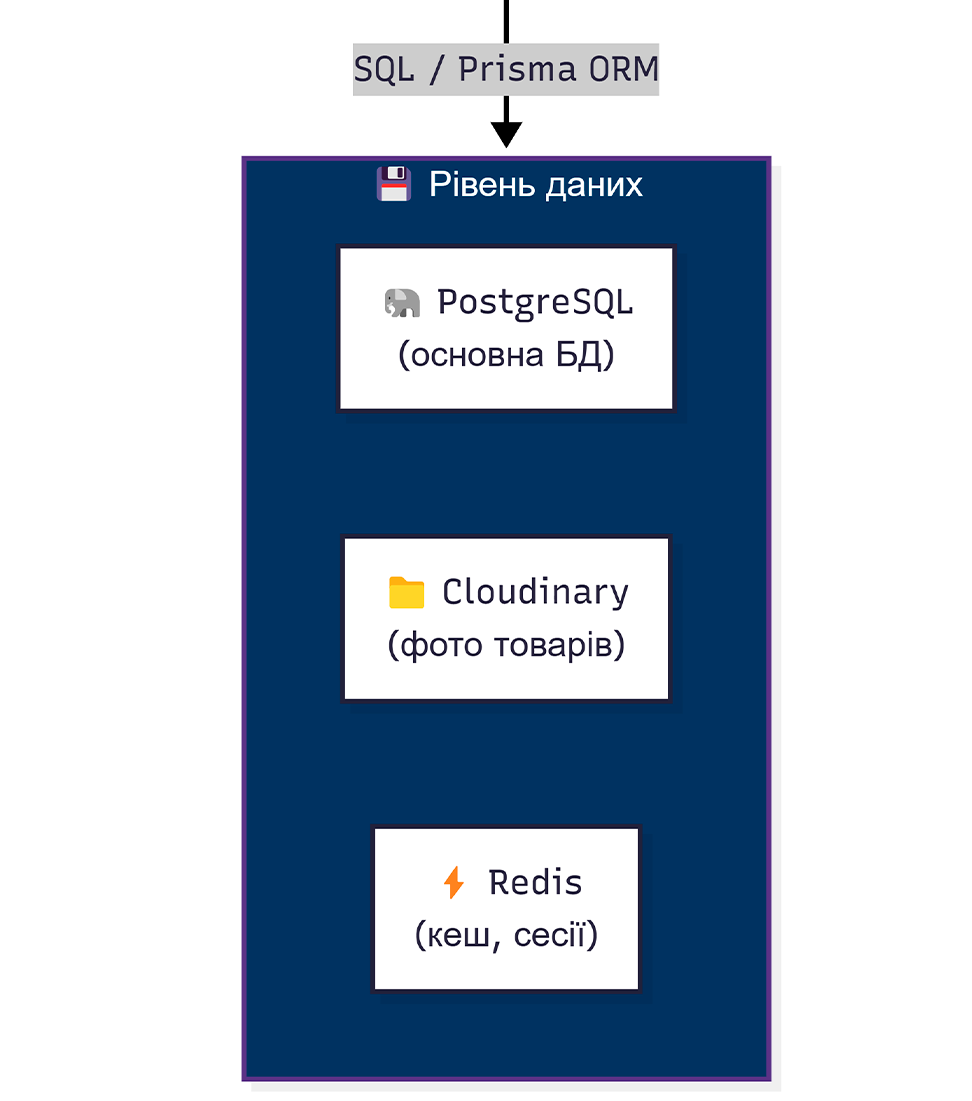 SQL / Prisma ORM
💾 Рівень даних
🐘 PostgreSQL
(основна БД)
📁 Cloudinary
(фото товарів)
⚡ Redis
(кеш, сесії)